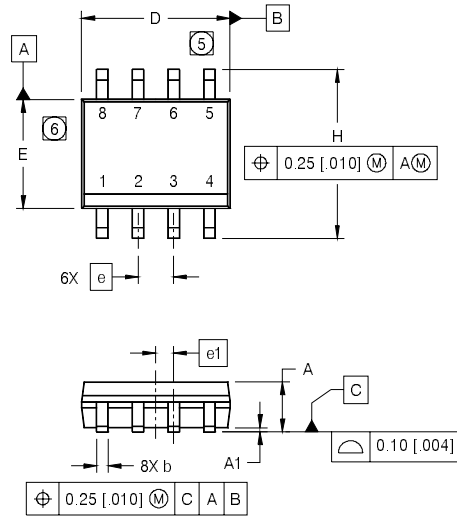 D
B
5
A
8 7 6 5
6
H
E
0.25 [.010] Ⓜ A Ⓜ
1 2 3 4
6X e
e1
A
C
8X b
A1
0.10 [.004]
0.25 [.010] Ⓜ C A B